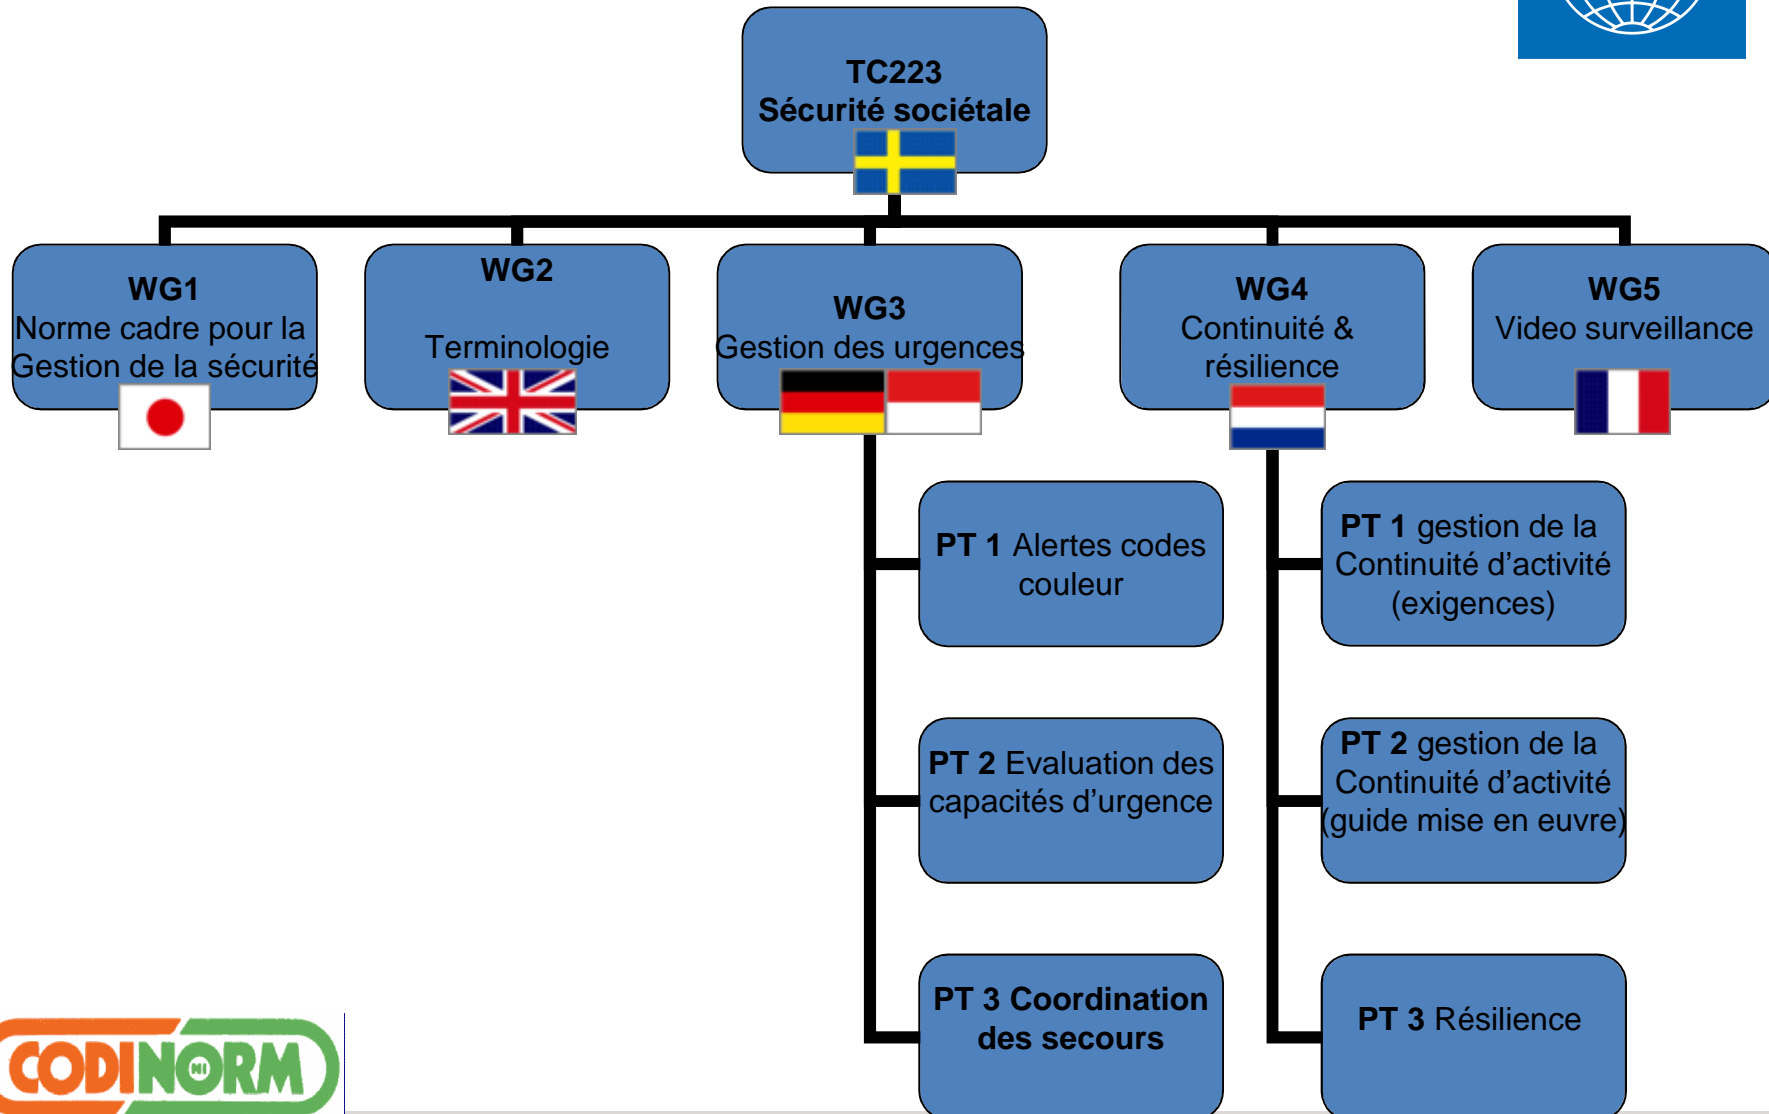 TC223
Sécurité sociétale
WG1
Norme cadre pour la
Gestion de la sécurité
WG2
Terminologie
WG3
Gestion des urgences
WG4
Continuité &
résilience
WG5
Video surveillance
PT 1 Alertes codes
couleur
PT 2 Evaluation des
capacités d’urgence
PT 3 Coordination
des secours
PT 1 gestion de la
Continuité d’activité
(exigences)
PT 2 gestion de la
Continuité d’activité
(guide mise en euvre)
PT 3 Résilience
CODINORM